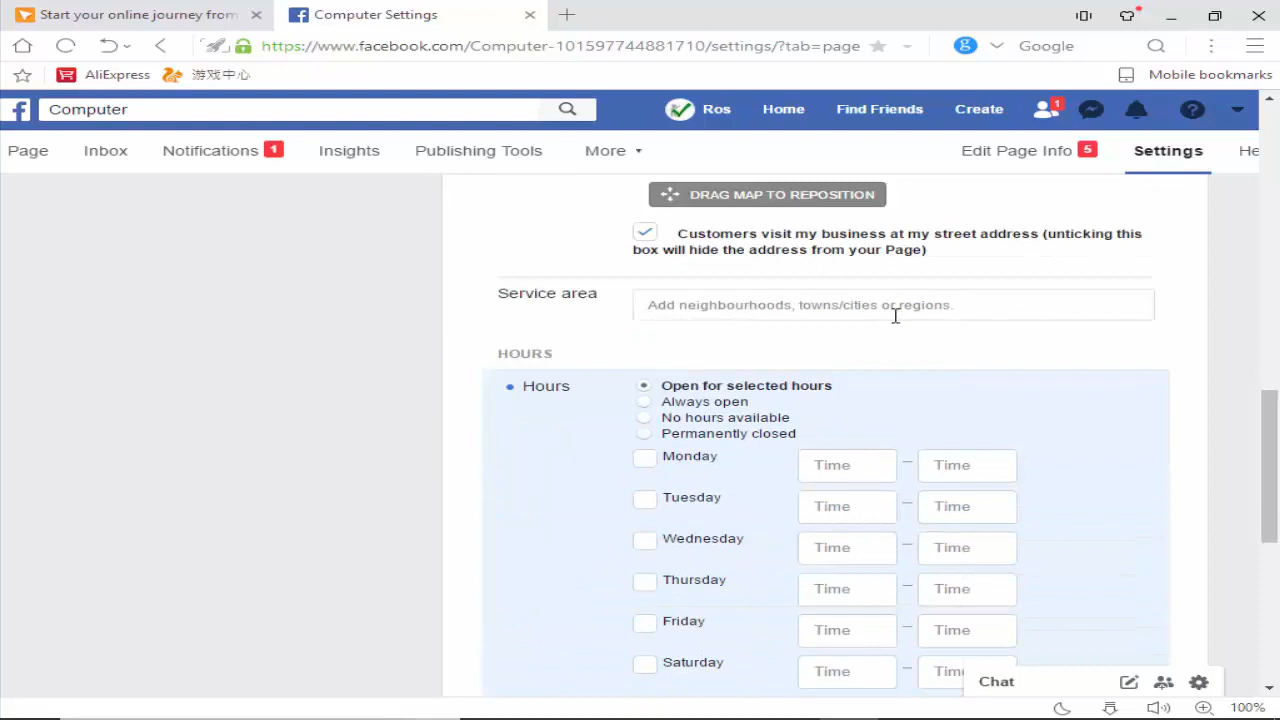 Start your online journey from
Computer Settings
https://www.facebook.com/Computer-101597744881710/settings/?tab=page
Google
AliExpress
游戏中心
Mobile bookmarks
Computer
Ros
Home
Find Friends
Create
1
Page
Inbox
Notifications 1
Insights
Publishing Tools
More
Edit Page Info 5
Settings
He
DRAG MAP TO REPOSITION
Customers visit my business at my street address (unticking this
box will hide the address from your Page)
Service area
Add neighbourhoods, towns/cities or regions.
HOURS
Hours
Open for selected hours
Always open
No hours available
Permanently closed
Monday Time – Time
Tuesday Time – Time
Wednesday Time – Time
Thursday Time – Time
Friday Time – Time
Saturday Time – Tim
Chat
100%